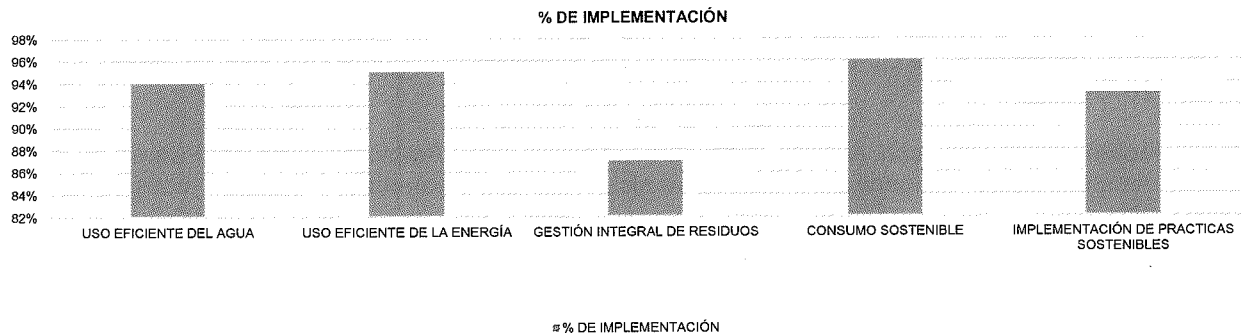 % DE IMPLEMENTACIÓN
98%
96%
94%
92%
90%
88%
86%
84%
82%
USO EFICIENTE DEL AGUA
USO EFICIENTE DE LA ENERGÍA
GESTIÓN INTEGRAL DE RESIDUOS
CONSUMO SOSTENIBLE
IMPLEMENTACIÓN DE PRACTICAS
SOSTENIBLES
% DE IMPLEMENTACIÓN